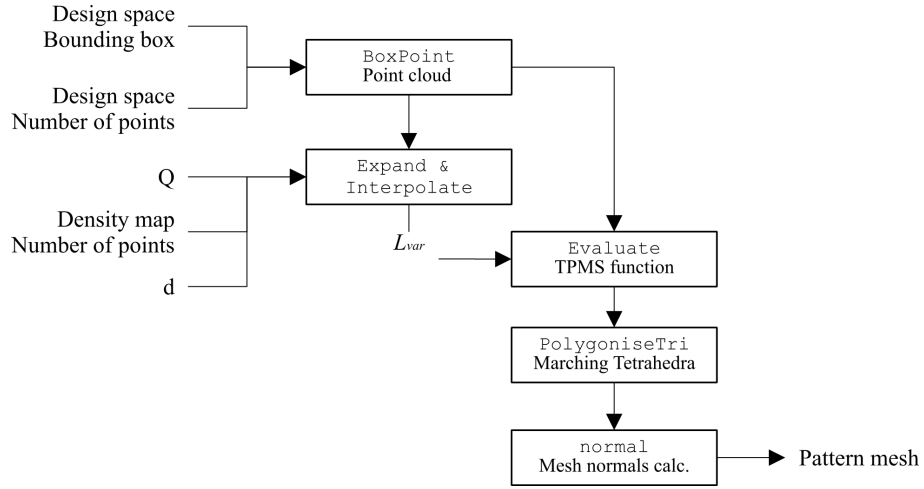 Design space
Bounding box
BoxPoint
Point cloud
Design space
Number of points
Expand &
Interpolate
Q
Density map
Number of points
d
Lvar
Evaluate
TPMS function
PolygoniseTri
Marching Tetrahedra
normal
Mesh normals calc.
Pattern mesh